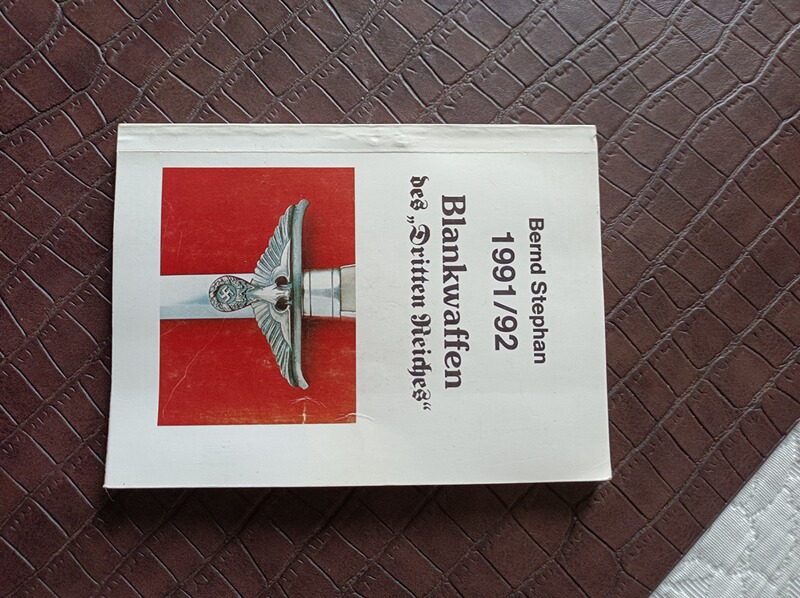 Bernd Stephan
1991/92
Blankwaffen
des „Dritten Reiches“